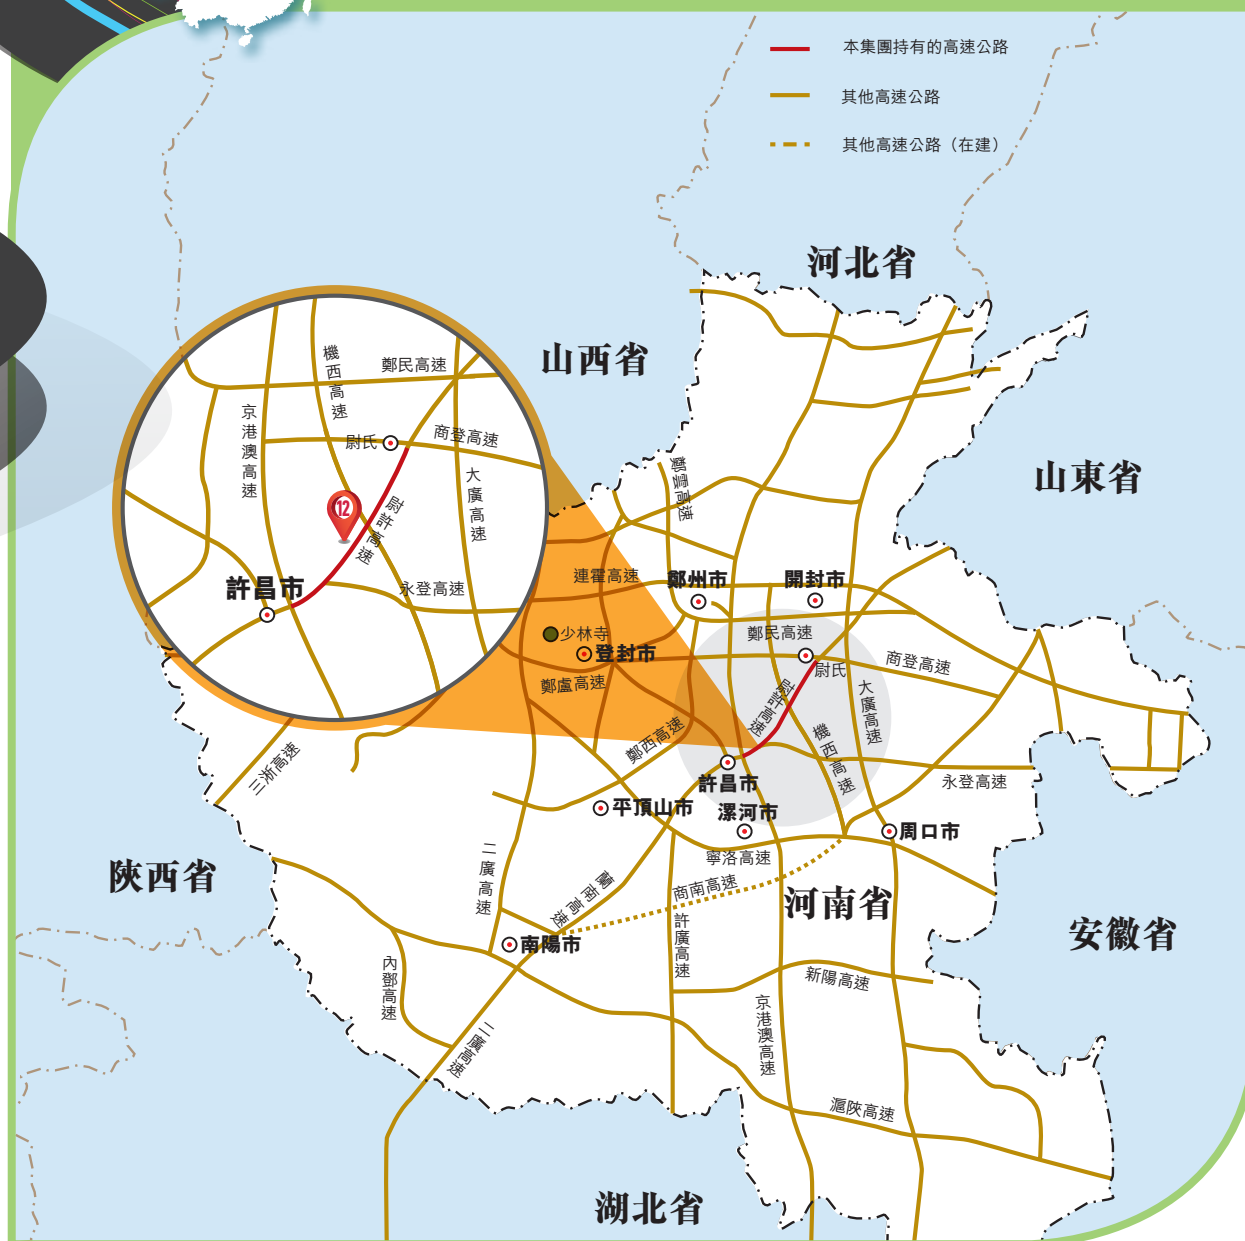 本集團持有的高速公路
其他高速公路
其他高速公路（在建）
河北省
山西省
山東省
機西高速
鄭民高速
京港澳高速
尉氏
商登高速
大廣高速
12
尉許高速
許昌市
永登高速
鄭雲高速
連霍高速
鄭州市
開封市
少林寺
登封市
鄭民高速
尉氏
商登高速
鄭盧高速
尉許高速
大廣高速
鄭西高速
機西高速
三淅高速
許昌市
永登高速
平頂山市
漯河市
周口市
寧洛高速
陝西省
二廣高速
蘭南高速
商南高速
河南省
安徽省
許廣高速
南陽市
內鄧高速
新陽高速
京港澳高速
二廣高速
滬陝高速
湖北省